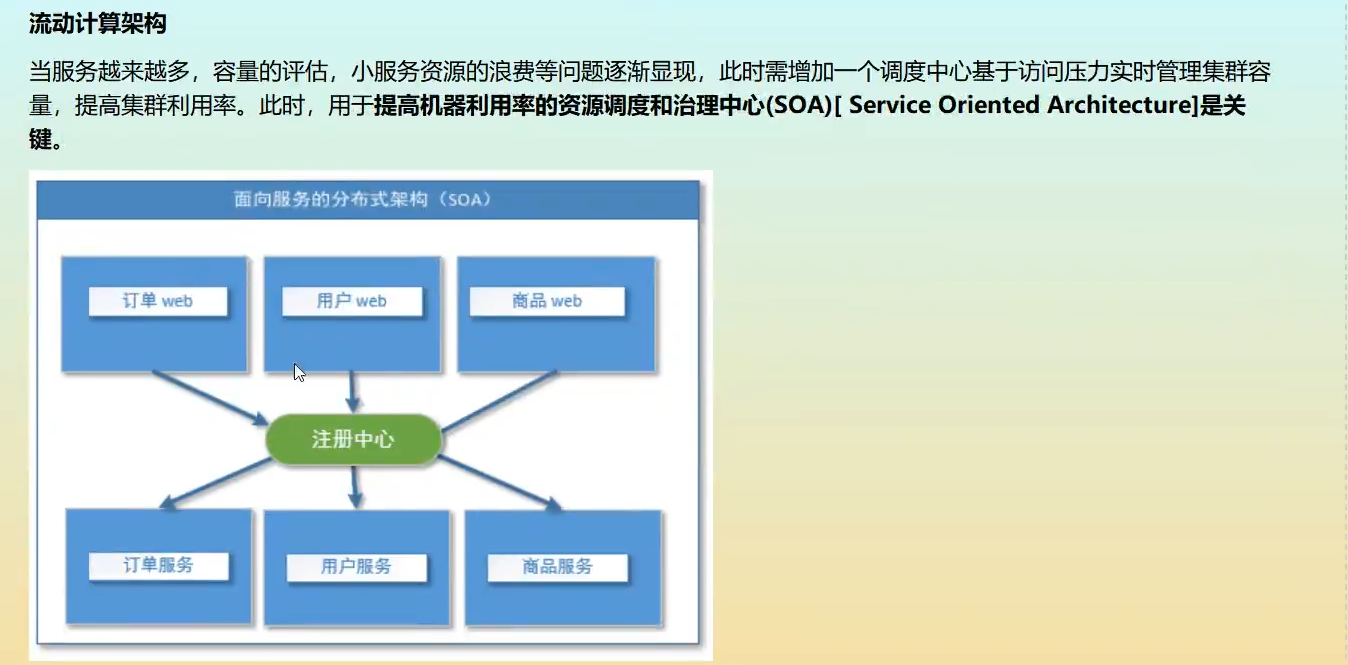 流动计算架构
当服务越来越多，容量的评估，小服务资源的浪费等问题逐渐显现，此时需增加一个调度中心基于访问压力实时管理集群容
量，提高集群利用率。此时，用于提高机器利用率的资源调度和治理中心(SOA)[ Service Oriented Architecture]是关
键。
面向服务的分布式架构（SOA）
订单 web
用户 web
商品 web
注册中心
订单服务
用户服务
商品服务